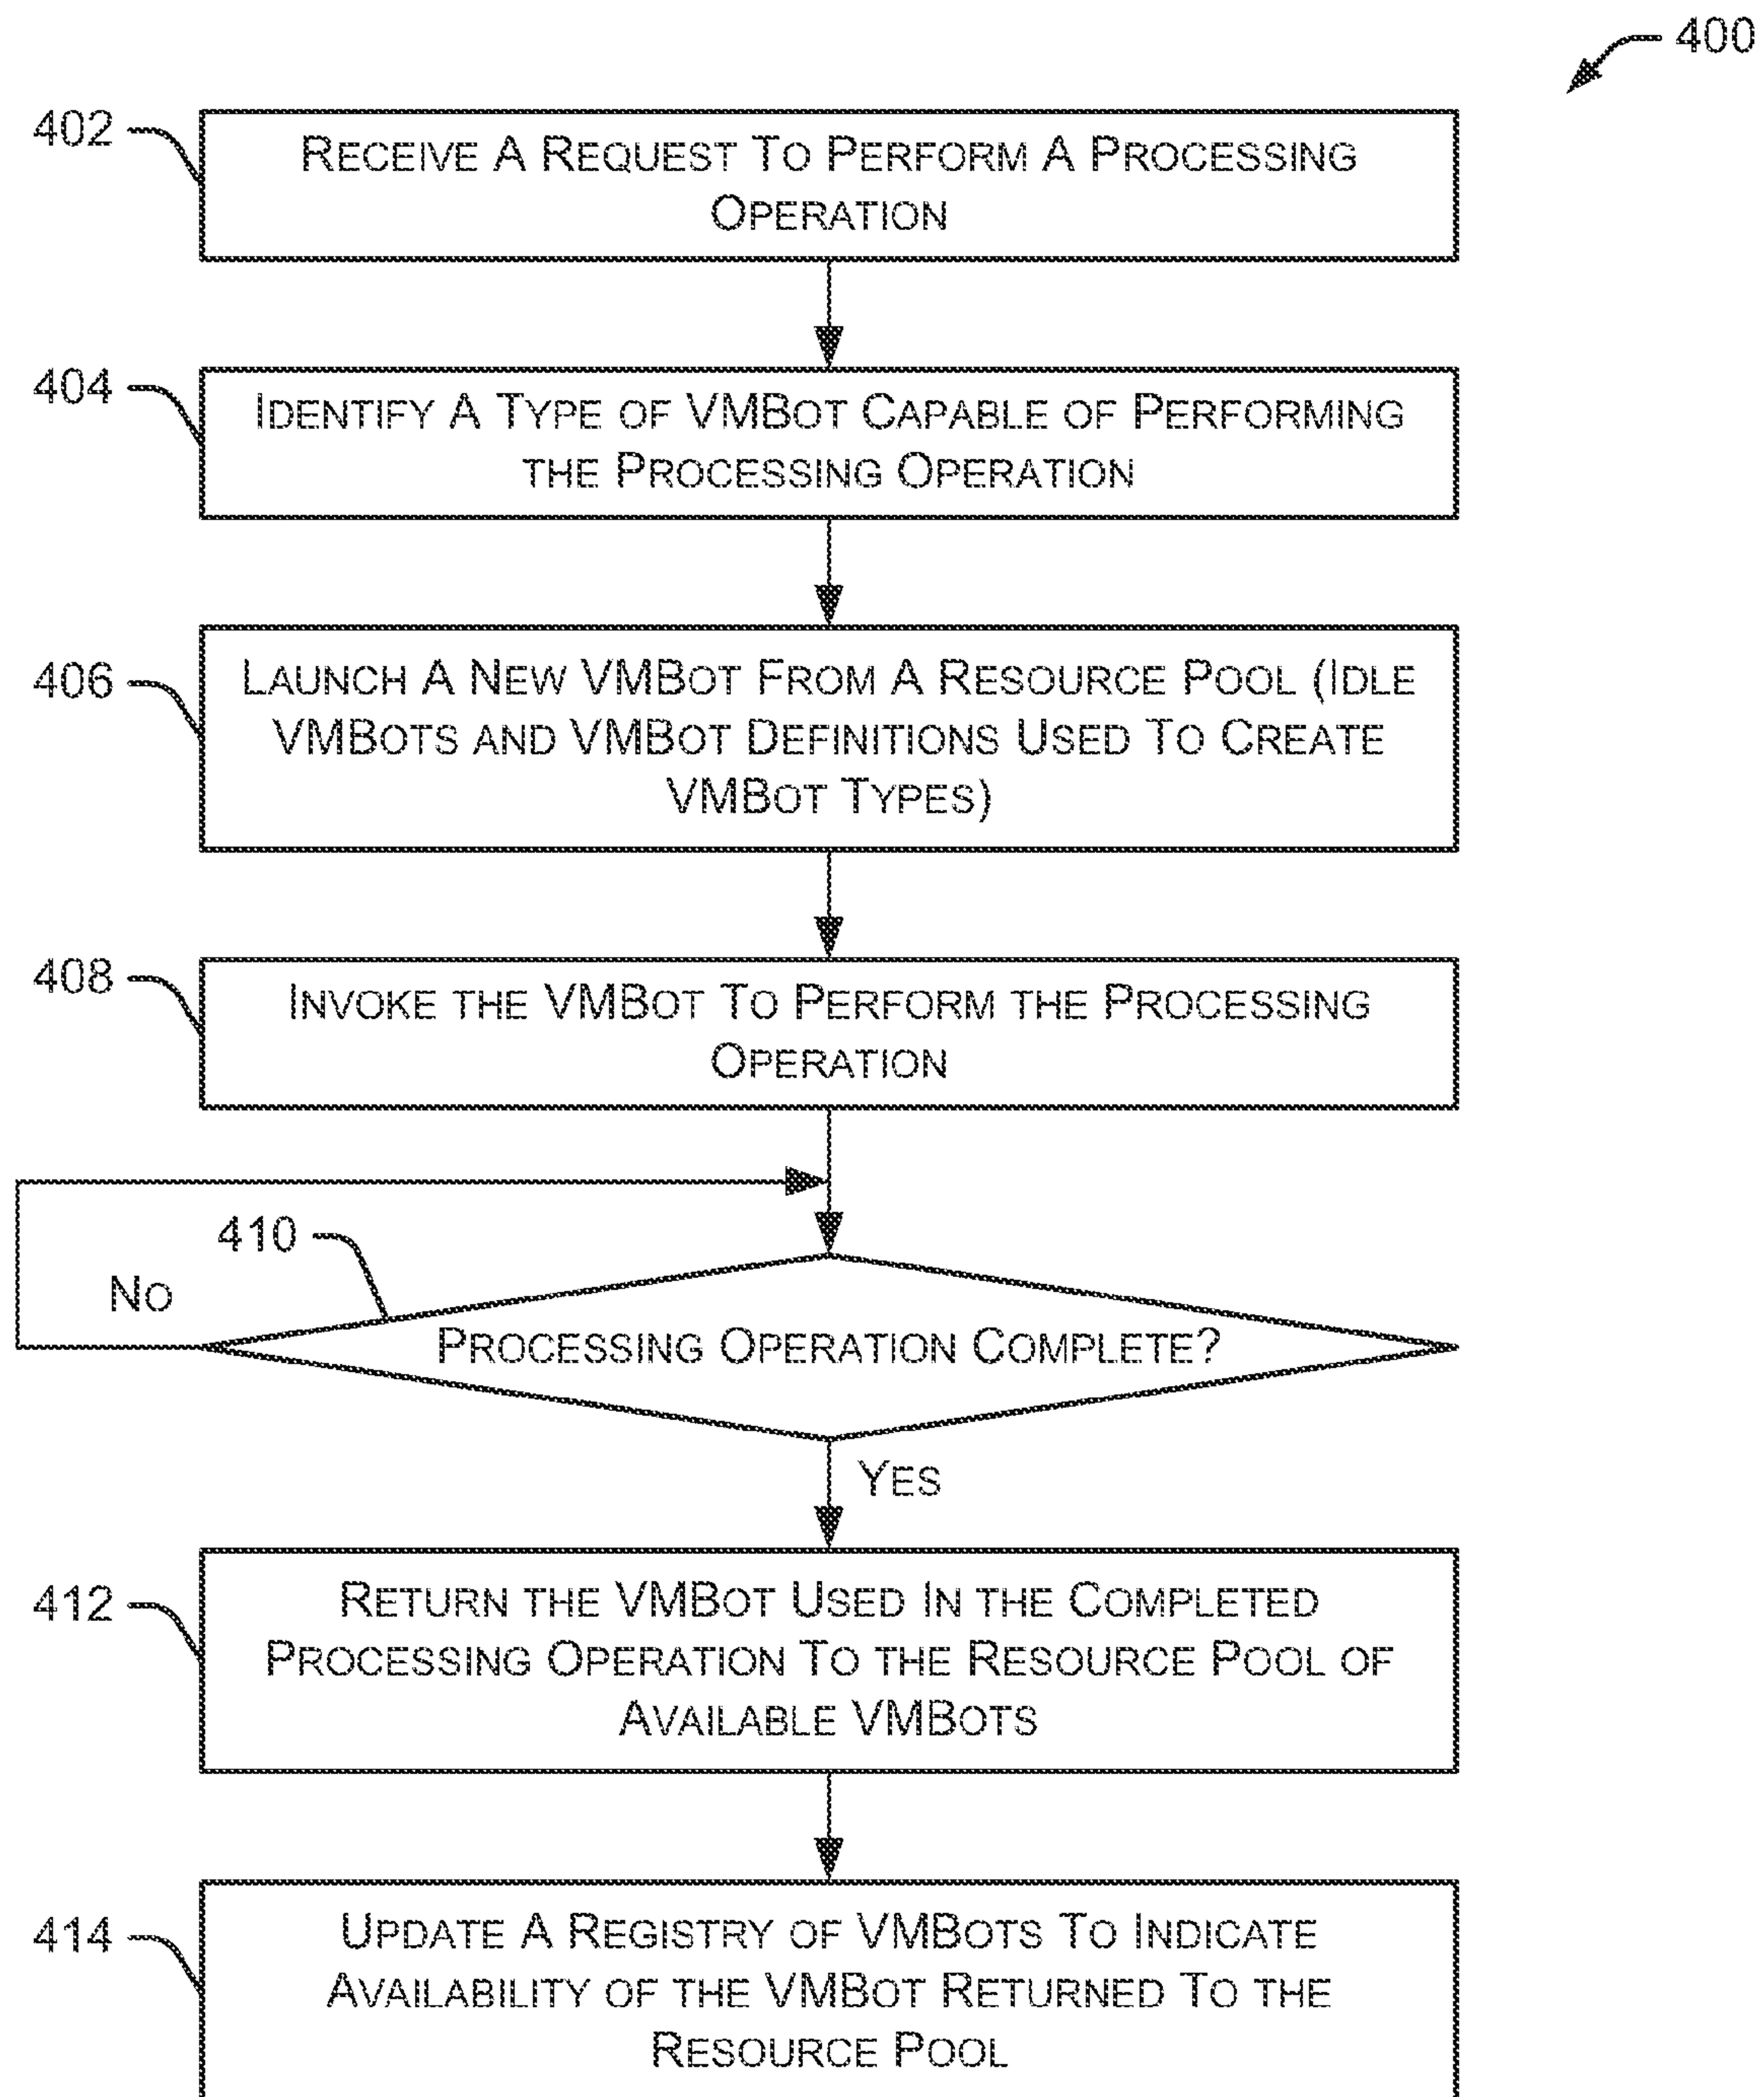 400
402
RECEIVE A REQUEST TO PERFORM A PROCESSING
OPERATION
404
IDENTIFY A TYPE OF VMBOT CAPABLE OF PERFORMING
THE PROCESSING OPERATION
406
LAUNCH A NEW VMBOT FROM A RESOURCE POOL (IDLE
VMBOTS AND VMBOT DEFINITIONS USED TO CREATE
VMBOT TYPES)
408
INVOKE THE VMBOT TO PERFORM THE PROCESSING
OPERATION
410
NO
PROCESSING OPERATION COMPLETE?
YES
412
RETURN THE VMBOT USED IN THE COMPLETED
PROCESSING OPERATION TO THE RESOURCE POOL OF
AVAILABLE VMBOTS
414
UPDATE A REGISTRY OF VMBOTS TO INDICATE
AVAILABILITY OF THE VMBOT RETURNED TO THE
RESOURCE POOL